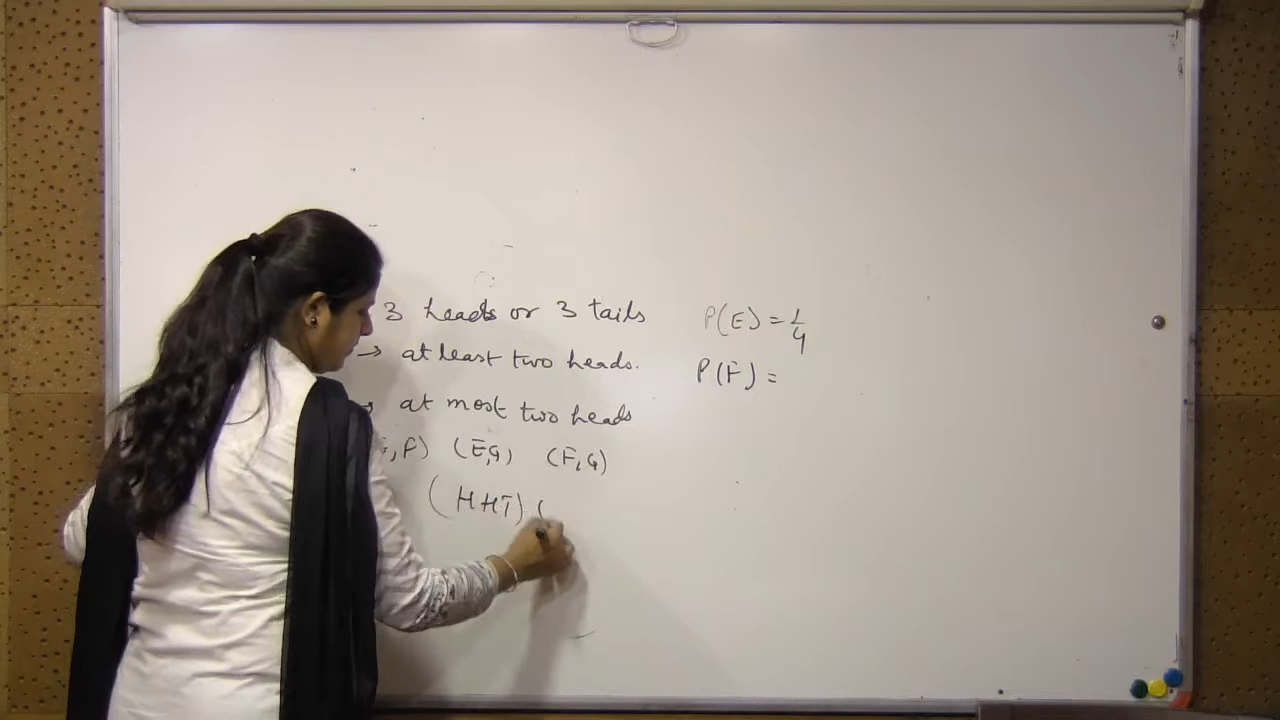 3 heads or 3 tails
→ at least two heads.
at most two heads
,F) (E,G) (F,G)
(HHT) (
P(E) = 1/4
P(F) =